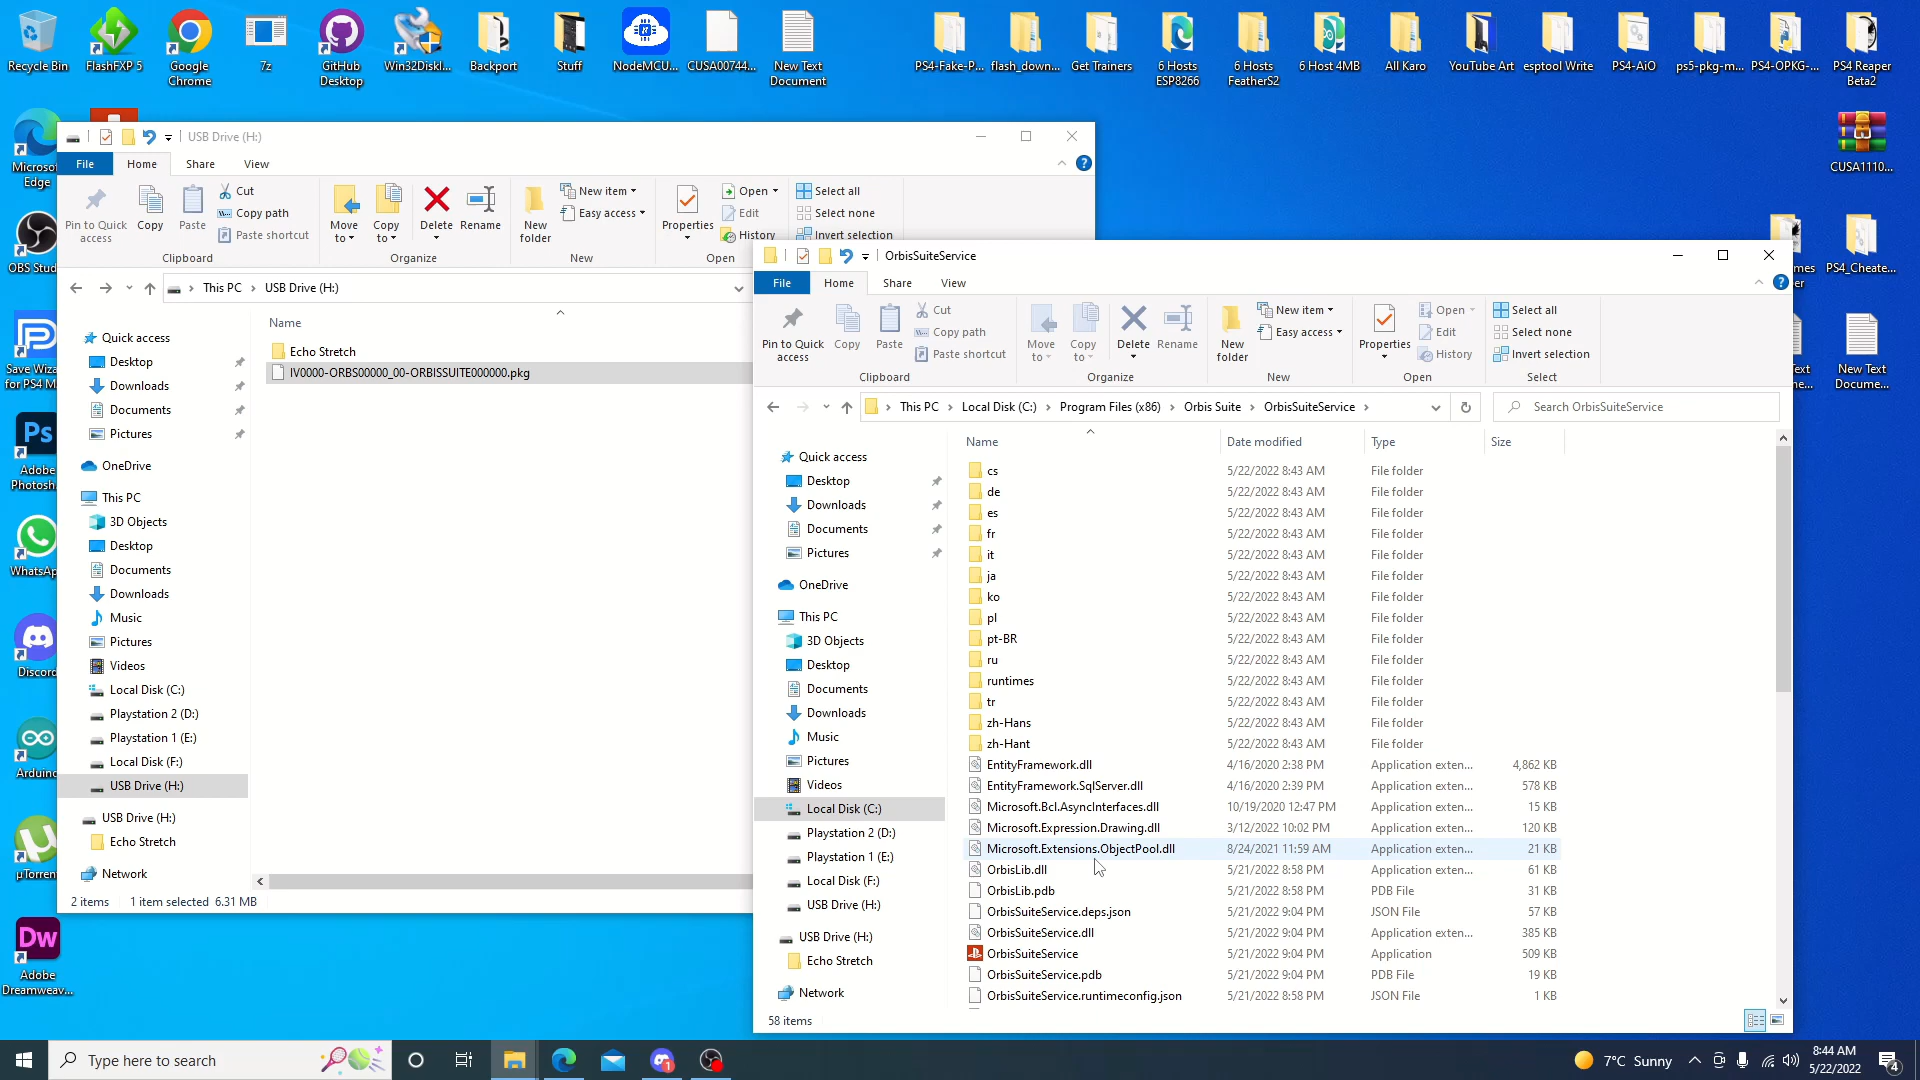 Recycle Bin
FlashFXP 5
Google
Chrome
7z
GitHub
Desktop
Win32DiskI...
Backport
Stuff
NodeMCU...
CUSA00744...
New Text
Document
PS4-Fake-P...
flash_down...
Get Trainers
6 Hosts
ESP8266
6 Hosts
FeatherS2
6 Host 4MB
All Karo
YouTube Art
esptool Write
PS4-AiO
ps5-pkg-m...
PS4-OPKG-...
PS4 Reaper
Beta2
CUSA1110...
PS4_Cheate...
New Text
Docume...
Edge
WhatsAp
Discord
Arduino
µTorrent
Adobe
Dreamweav...
Ps
Dw
USB Drive (H:)
File
Home
Share
View
Pin to Quick
access
Copy
Paste
Cut
Copy path
Paste shortcut
Clipboard
Move
to
Copy
to
Delete
Rename
Organize
New
folder
New item
Easy access
New
Properties
Open
Edit
History
Open
Select all
Select none
Invert selection
This PC
USB Drive (H:)
Name
Echo Stretch
IV0000-ORBS00000_00-ORBISSUITE000000.pkg
Quick access
Desktop
Downloads
Documents
Pictures
OneDrive
This PC
3D Objects
Desktop
Documents
Downloads
Music
Pictures
Videos
Local Disk (C:)
Playstation 2 (D:)
Playstation 1 (E:)
Local Disk (F:)
USB Drive (H:)
USB Drive (H:)
Echo Stretch
Network
2 items
1 item selected 6.31 MB
OrbisSuiteService
File
Home
Share
View
Pin to Quick
access
Copy
Paste
Cut
Copy path
Paste shortcut
Clipboard
Move
to
Copy
to
Delete
Rename
Organize
New
folder
New item
Easy access
New
Properties
Open
Edit
History
Open
Select all
Select none
Invert selection
Select
This PC
Local Disk (C:)
Program Files (x86)
Orbis Suite
OrbisSuiteService
Search OrbisSuiteService
Quick access
Desktop
Downloads
Documents
Pictures
OneDrive
This PC
3D Objects
Desktop
Documents
Downloads
Music
Pictures
Videos
Local Disk (C:)
Playstation 2 (D:)
Playstation 1 (E:)
Local Disk (F:)
USB Drive (H:)
USB Drive (H:)
Echo Stretch
Network
Name Date modified Type Size
cs 5/22/2022 8:43 AM File folder
de 5/22/2022 8:43 AM File folder
es 5/22/2022 8:43 AM File folder
fr 5/22/2022 8:43 AM File folder
it 5/22/2022 8:43 AM File folder
ja 5/22/2022 8:43 AM File folder
ko 5/22/2022 8:43 AM File folder
pl 5/22/2022 8:43 AM File folder
pt-BR 5/22/2022 8:43 AM File folder
ru 5/22/2022 8:43 AM File folder
runtimes 5/22/2022 8:43 AM File folder
tr 5/22/2022 8:43 AM File folder
zh-Hans 5/22/2022 8:43 AM File folder
zh-Hant 5/22/2022 8:43 AM File folder
EntityFramework.dll 4/16/2020 2:38 PM Application exten... 4,862 KB
EntityFramework.SqlServer.dll 4/16/2020 2:39 PM Application exten... 578 KB
Microsoft.Bcl.AsyncInterfaces.dll 10/19/2020 12:47 PM Application exten... 15 KB
Microsoft.Expression.Drawing.dll 3/12/2022 10:02 PM Application exten... 120 KB
Microsoft.Extensions.ObjectPool.dll 8/24/2021 11:59 AM Application exten... 21 KB
OrbisLib.dll 5/21/2022 8:58 PM Application exten... 61 KB
OrbisLib.pdb 5/21/2022 8:58 PM PDB File 31 KB
OrbisSuiteService.deps.json 5/21/2022 9:04 PM JSON File 57 KB
OrbisSuiteService.dll 5/21/2022 9:04 PM Application exten... 385 KB
OrbisSuiteService 5/21/2022 9:04 PM Application 509 KB
OrbisSuiteService.pdb 5/21/2022 9:04 PM PDB File 19 KB
OrbisSuiteService.runtimeconfig.json 5/21/2022 8:58 PM JSON File 1 KB
58 items
Type here to search
7°C Sunny
8:44 AM
5/22/2022
4